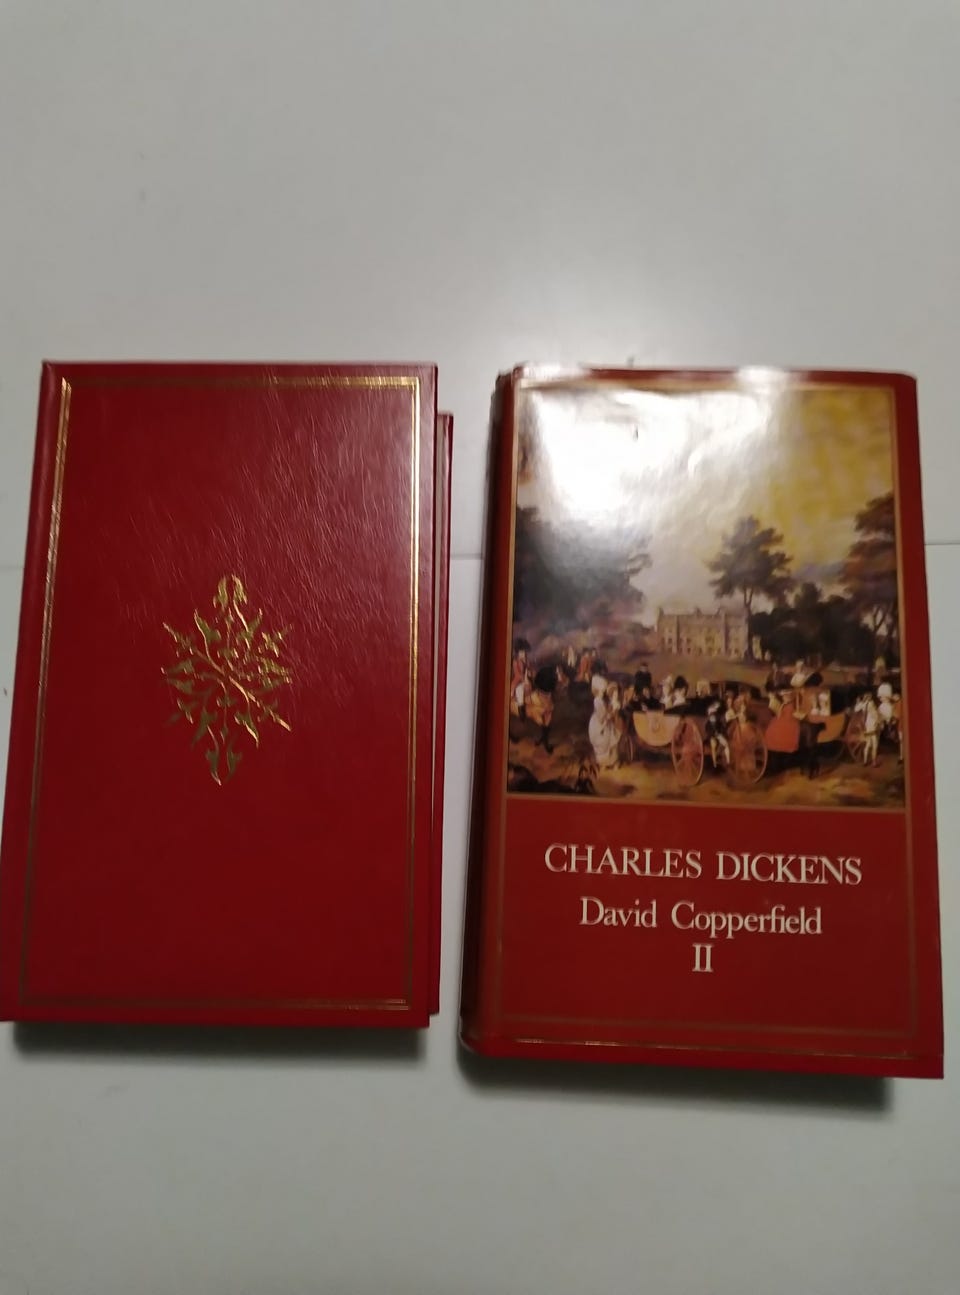 CHARLES DICKENS
David Copperfield
II